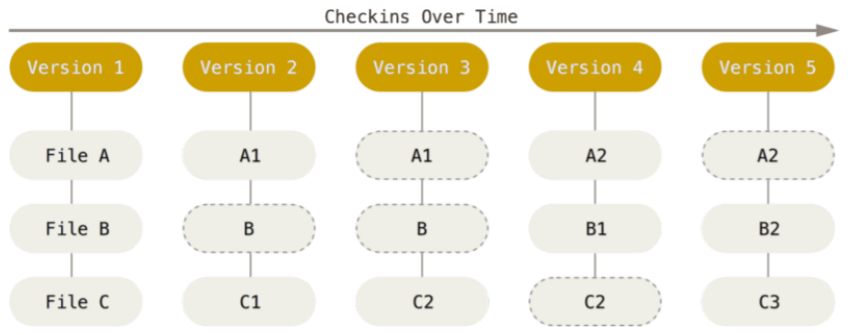 Checkins Over Time
Version 1 Version 2 Version 3 Version 4 Version 5
File A A1 A1 A2 A2
File B B B B1 B2
File C C1 C2 C2 C3